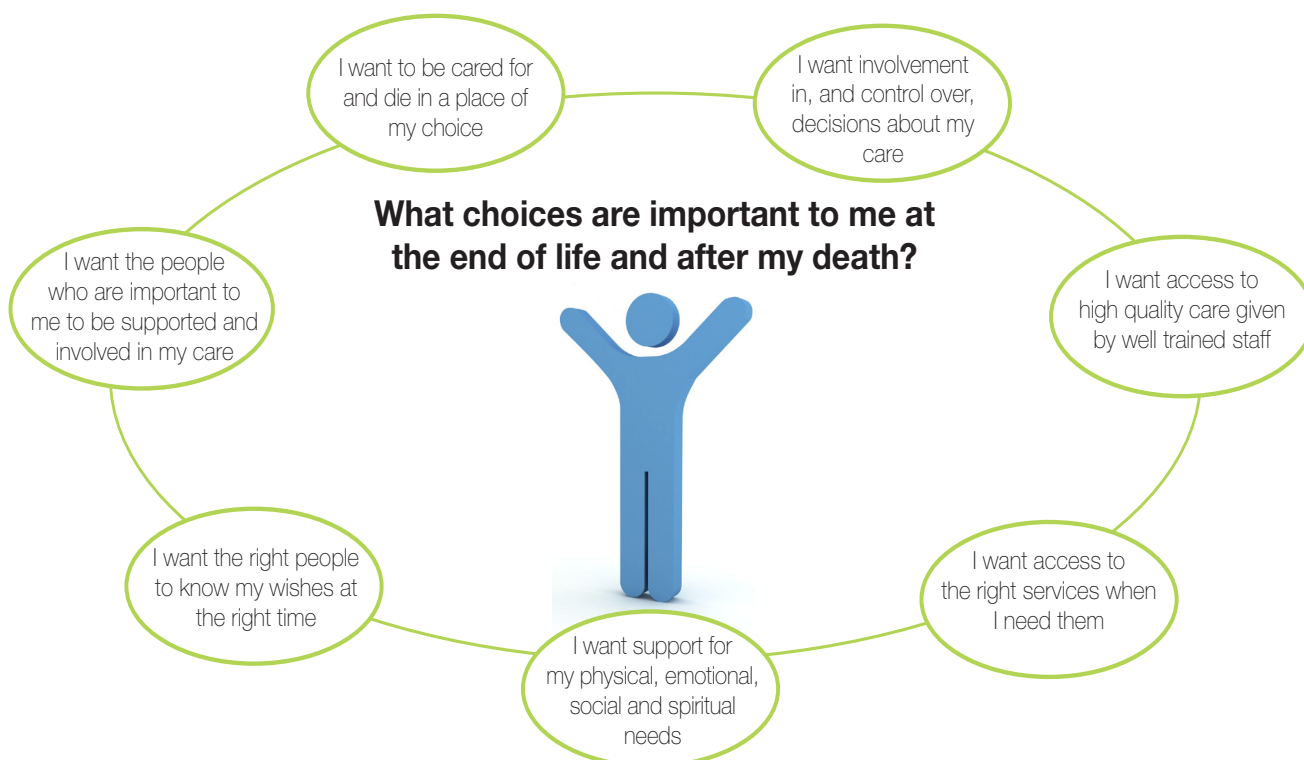 What choices are important to me at
the end of life and after my death?
I want to be cared for
and die in a place of
my choice
I want involvement
in, and control over,
decisions about my
care
I want access to
high quality care given
by well trained staff
I want access to
the right services when
I need them
I want support for
my physical, emotional,
social and spiritual
needs
I want the right people
to know my wishes at
the right time
I want the people
who are important to
me to be supported and
involved in my care